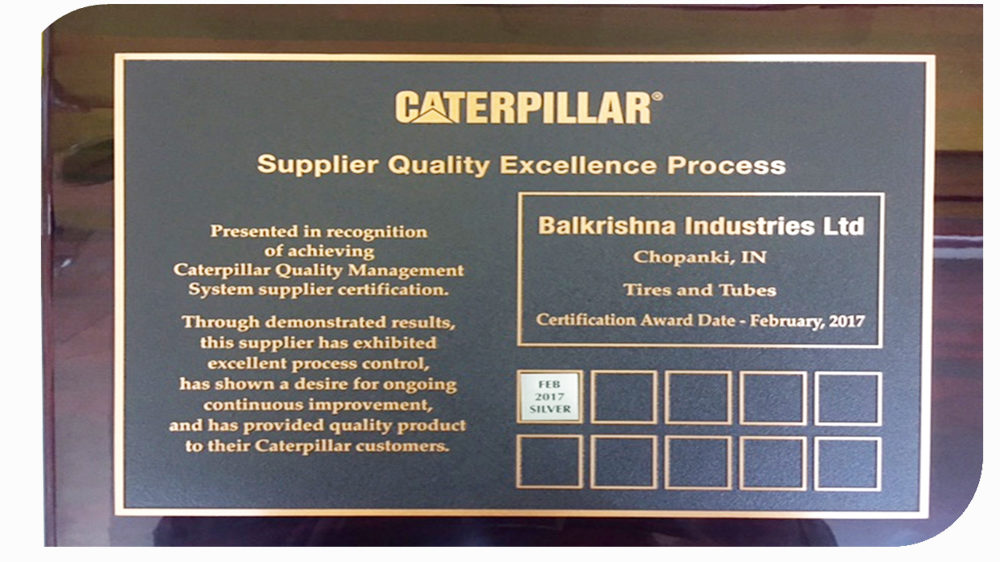 CATERPILLAR®
Supplier Quality Excellence Process
Presented in recognition
of achieving
Caterpillar Quality Management
System supplier certification.
Through demonstrated results,
this supplier has exhibited
excellent process control,
has shown a desire for ongoing
continuous improvement,
and has provided quality product
to their Caterpillar customers.
Balkrishna Industries Ltd
Chopanki, IN
Tires and Tubes
Certification Award Date - February, 2017
FEB
2017
SILVER